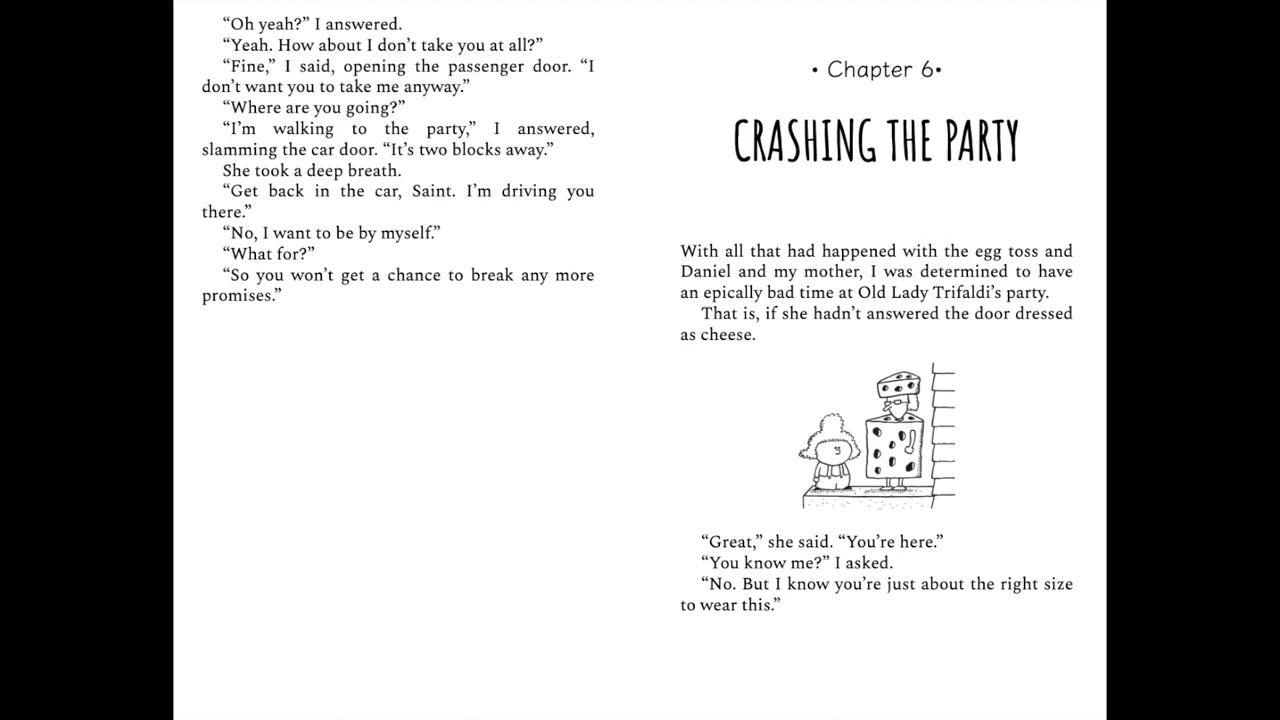 “Oh yeah?” I answered.
“Yeah. How about I don’t take you at all?”
“Fine,” I said, opening the passenger door. “I
don’t want you to take me anyway.”
“Where are you going?”
“I’m walking to the party,” I answered,
slamming the car door. “It’s two blocks away.”
She took a deep breath.
“Get back in the car, Saint. I’m driving you
there.”
“No, I want to be by myself.”
“What for?”
“So you won’t get a chance to break any more
promises.”
• Chapter 6•
CRASHING THE PARTY
With all that had happened with the egg toss and
Daniel and my mother, I was determined to have
an epically bad time at Old Lady Trifaldi’s party.
That is, if she hadn’t answered the door dressed
as cheese.
“Great,” she said. “You’re here.”
“You know me?” I asked.
“No. But I know you’re just about the right size
to wear this.”